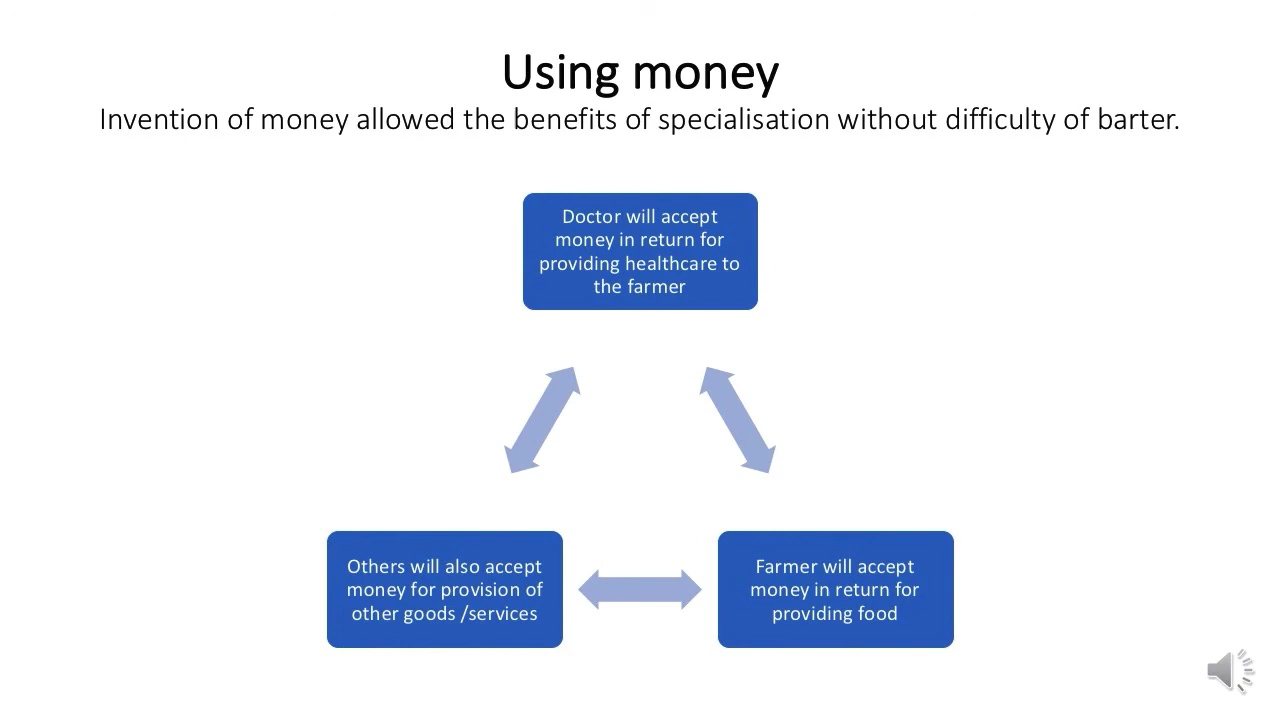 Using money
Invention of money allowed the benefits of specialisation without difficulty of barter.
Doctor will accept
money in return for
providing healthcare to
the farmer
Others will also accept
money for provision of
other goods /services
Farmer will accept
money in return for
providing food